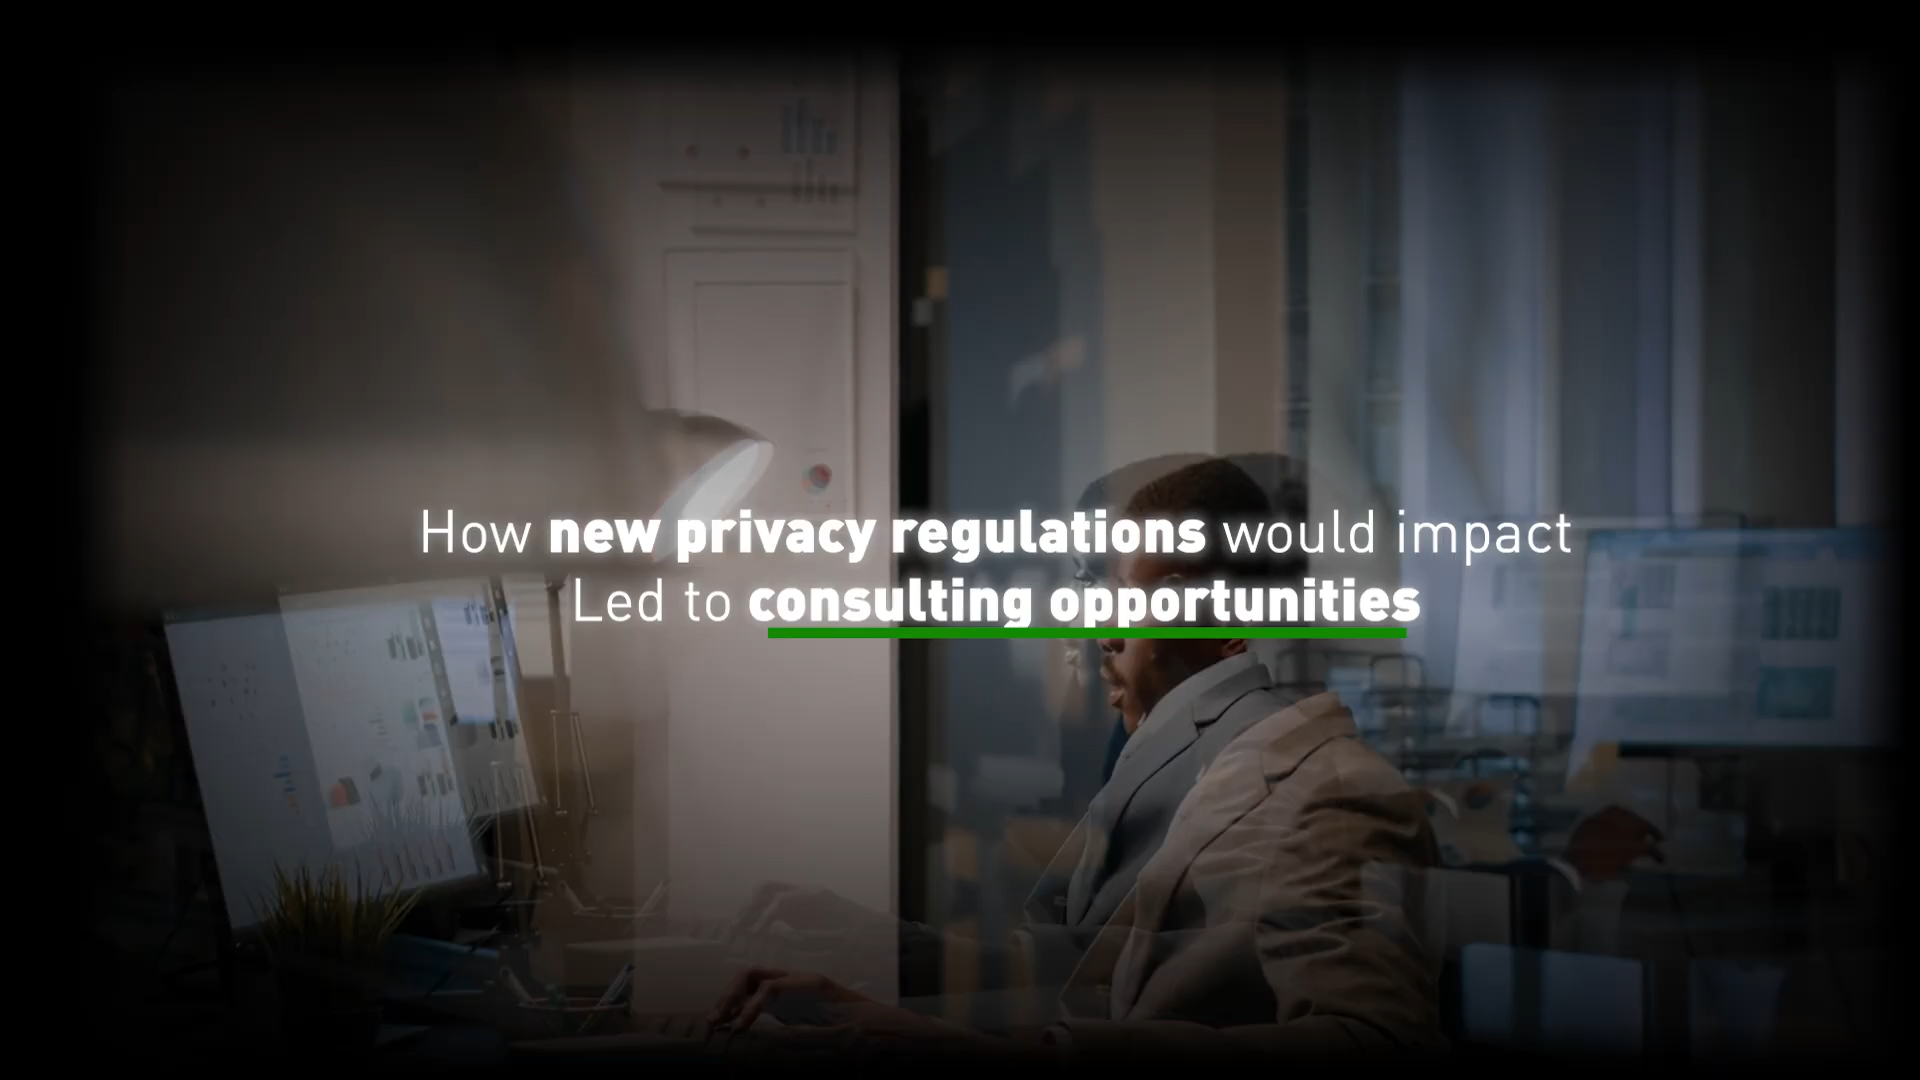 How new privacy regulations would impact
Led to consulting opportunities